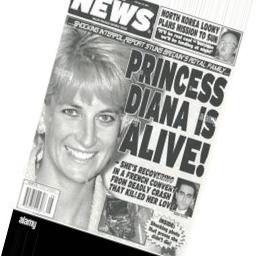 NEWS
NORTH KOREA LOONY
PLANS MISSION TO SUN
SHOCKING INTERPOL REPORT STUNS BRITAIN'S ROYAL FAMILY
PRINCESS
DIANA IS
ALIVE!
SHE'S RECOVERING
IN A FRENCH CONVENT
FROM DEADLY CRASH
THAT KILLED HER LOVER
INSIDE:
alamy